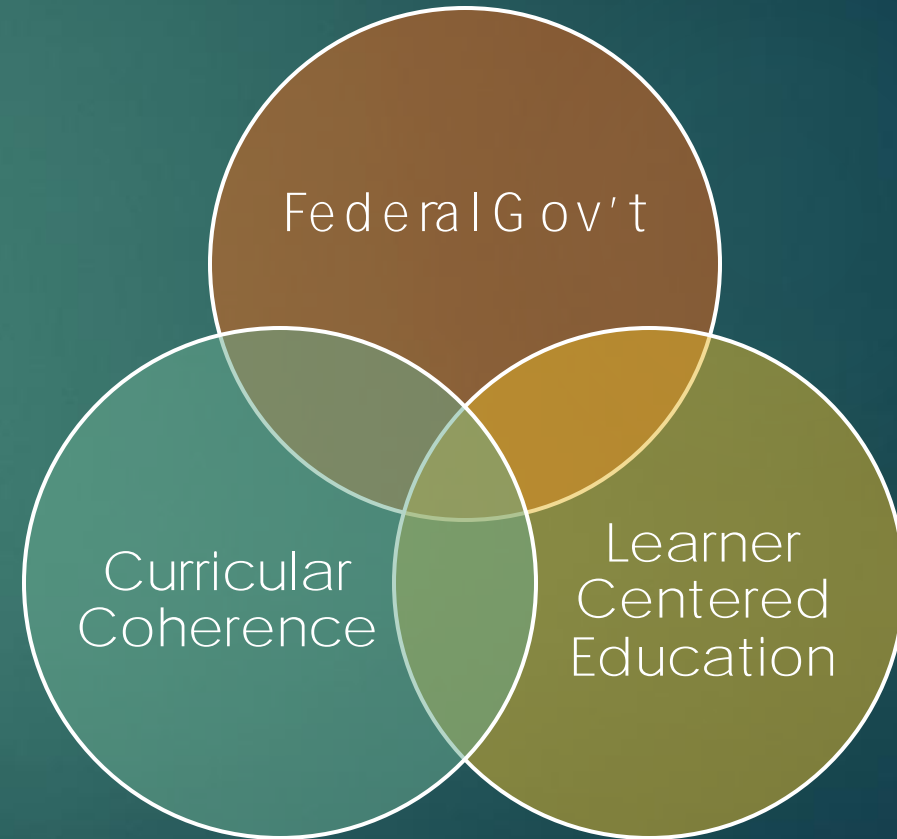 Federal Gov't
Curricular
Coherence
Learner
Centered
Education